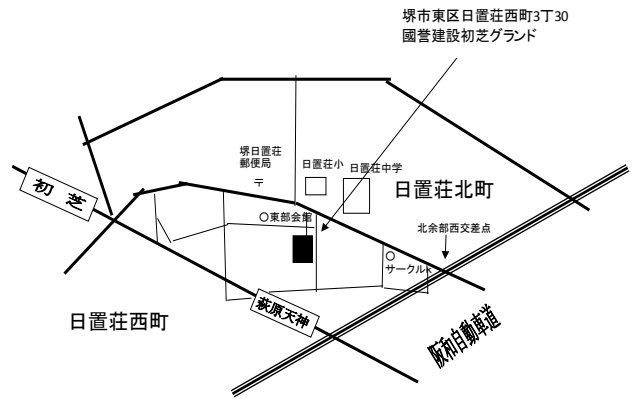 堺市東区日置荘西町3丁30
國誉建設初芝グランド
堺日置荘
郵便局
〒
日置荘小
日置荘中学
日置荘北町
初芝
東部会館
北余部西交差点
サークルk
萩原天神
日置荘西町
阪和自動車道